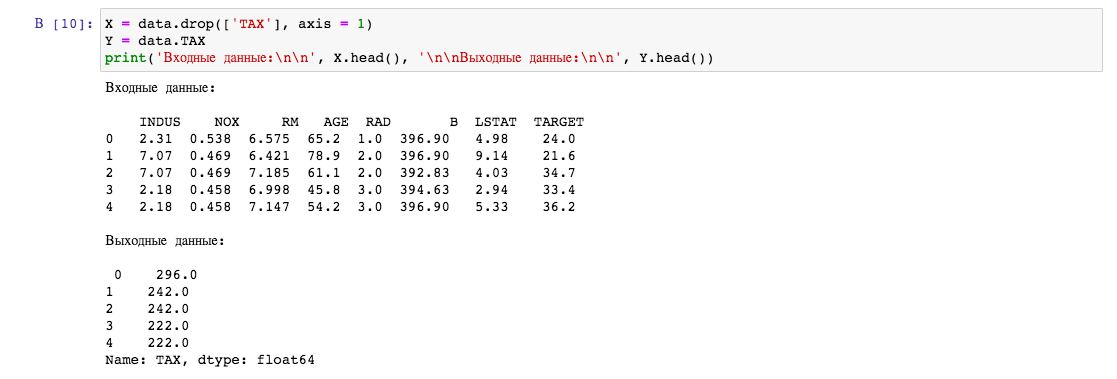 В [10]: X = data.drop(['TAX'], axis = 1)
Y = data.TAX
print('Входные данные:\n\n', X.head(), '\n\nВыходные данные:\n\n', Y.head())
Входные данные:
INDUS NOX RM AGE RAD B LSTAT TARGET
0 2.31 0.538 6.575 65.2 1.0 396.90 4.98 24.0
1 7.07 0.469 6.421 78.9 2.0 396.90 9.14 21.6
2 7.07 0.469 7.185 61.1 2.0 392.83 4.03 34.7
3 2.18 0.458 6.998 45.8 3.0 394.63 2.94 33.4
4 2.18 0.458 7.147 54.2 3.0 396.90 5.33 36.2
Выходные данные:
0 296.0
1 242.0
2 242.0
3 222.0
4 222.0
Name: TAX, dtype: float64